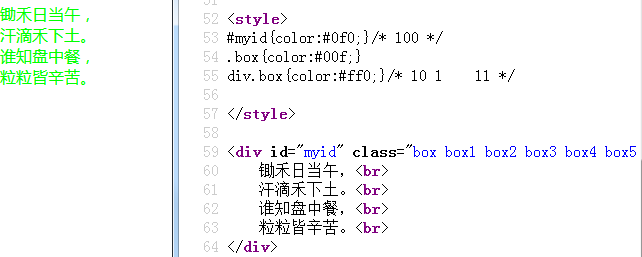 锄禾日当午，
汗滴禾下土。
谁知盘中餐，
粒粒皆辛苦。
52 <style>
53 #myid{color:#0f0;}/* 100 */
54 .box{color:#00f;}
55 div.box{color:#ff0;}/* 10 1    11 */
56
57 </style>
58
59 <div id="myid" class="box box1 box2 box3 box4 box5
60     锄禾日当午，<br>
61     汗滴禾下土。<br>
62     谁知盘中餐，<br>
63     粒粒皆辛苦。<br>
64 </div>